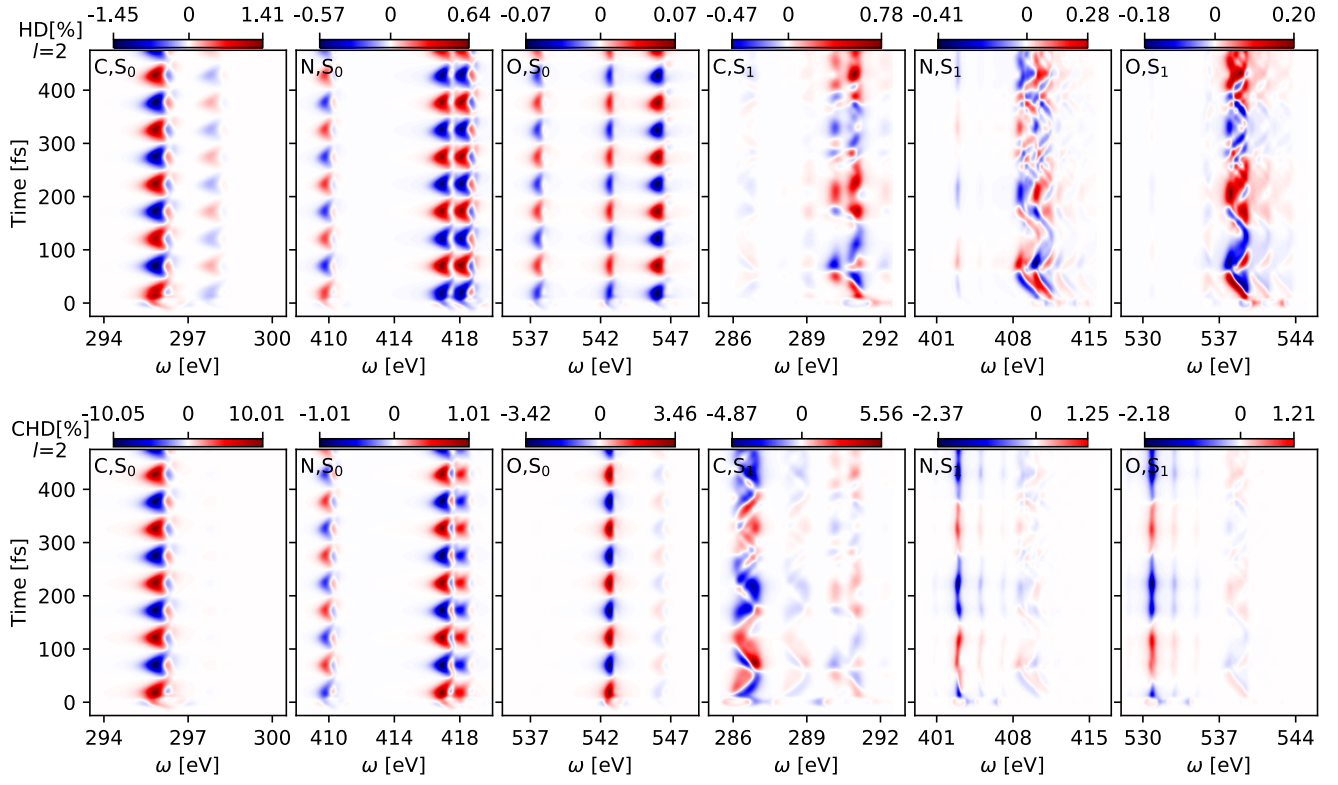 -1.45 0 1.41 -0.57 0 0.64 -0.07 0 0.07 -0.47 0 0.78 -0.41 0 0.28 -0.18 0 0.20
HD[%]
l=2
C,S0 N,S0 O,S0 C,S1 N,S1 O,S1
400
300
200
100
0
Time [fs]
294 297 300 410 414 418 537 542 547 286 289 292 401 408 415 530 537 544
ω [eV] ω [eV] ω [eV] ω [eV] ω [eV] ω [eV]
-10.05 0 10.01 -1.01 0 1.01 -3.42 0 3.46 -4.87 0 5.56 -2.37 0 1.25 -2.18 0 1.21
CHD[%]
l=2
C,S0 N,S0 O,S0 C,S1 N,S1 O,S1
400
300
200
100
0
Time [fs]
294 297 300 410 414 418 537 542 547 286 289 292 401 408 415 530 537 544
ω [eV] ω [eV] ω [eV] ω [eV] ω [eV] ω [eV]